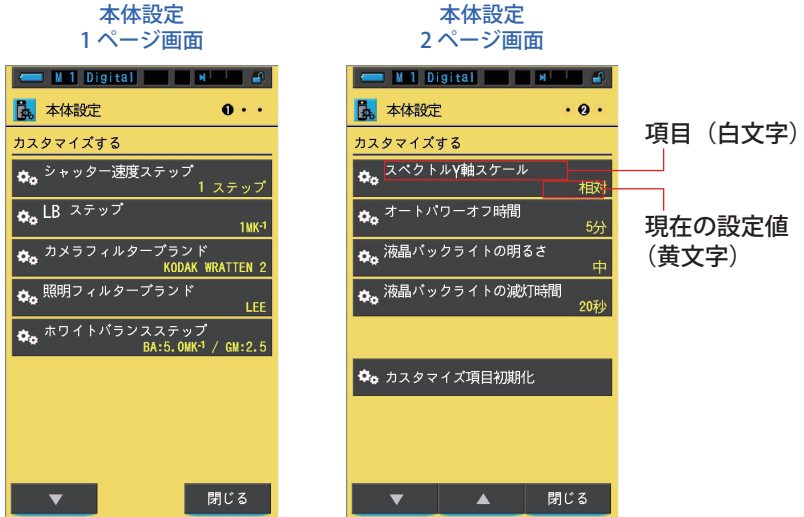 本体設定
1 ページ画面
M 1 Digital
本体設定
❶・・
カスタマイズする
シャッター速度ステップ
1 ステップ
LB ステップ
1MK-1
カメラフィルターブランド
KODAK WRATTEN 2
照明フィルターブランド
LEE
ホワイトバランスステップ
BA:5.0MK-1 / GM:2.5
▼
閉じる
本体設定
2 ページ画面
M 1 Digital
本体設定
・❷・
カスタマイズする
スペクトルY軸スケール
相対
オートパワーオフ時間
5分
液晶バックライトの明るさ
中
液晶バックライトの減灯時間
20秒
カスタマイズ項目初期化
▼
▲
閉じる
項目（白文字）
現在の設定値
（黄文字）